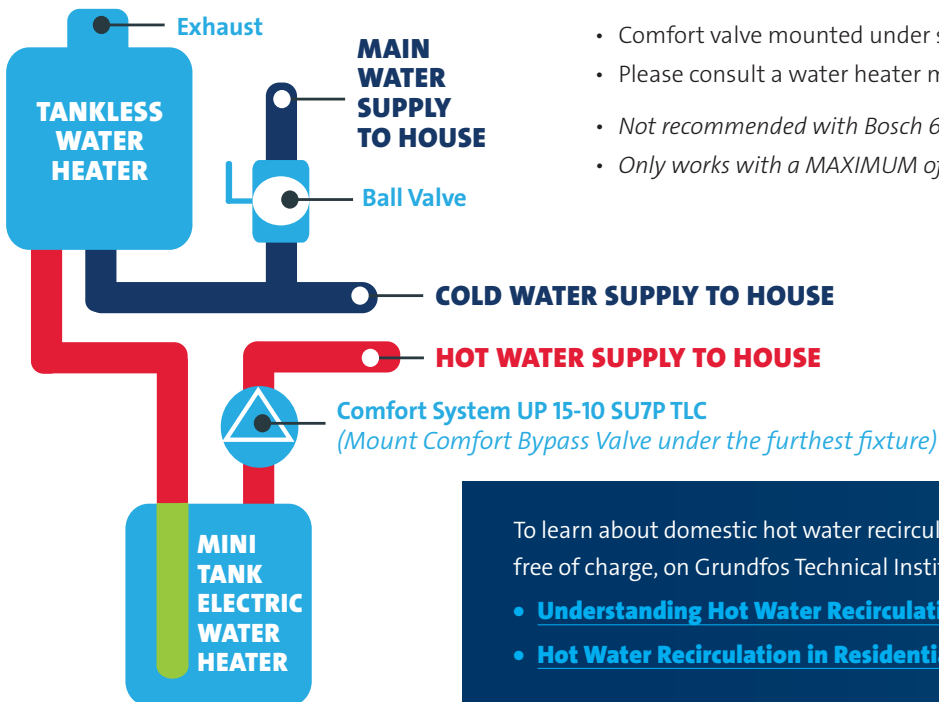 Exhaust
TANKLESS
WATER
HEATER
MAIN
WATER
SUPPLY
TO HOUSE
Ball Valve
• Comfort valve mounted under
• Please consult a water heater
• Not recommended with Bosch
• Only works with a MAXIMUM
COLD WATER SUPPLY TO HOUSE
HOT WATER SUPPLY TO HOUSE
Comfort System UP 15-10 SU7P TLC
(Mount Comfort Bypass Valve under the furthest fixture)
MINI
TANK
ELECTRIC
WATER
HEATER
To learn about domestic hot water
free of charge, on Grundfos Technical
• Understanding Hot Water
• Hot Water Recirculation in